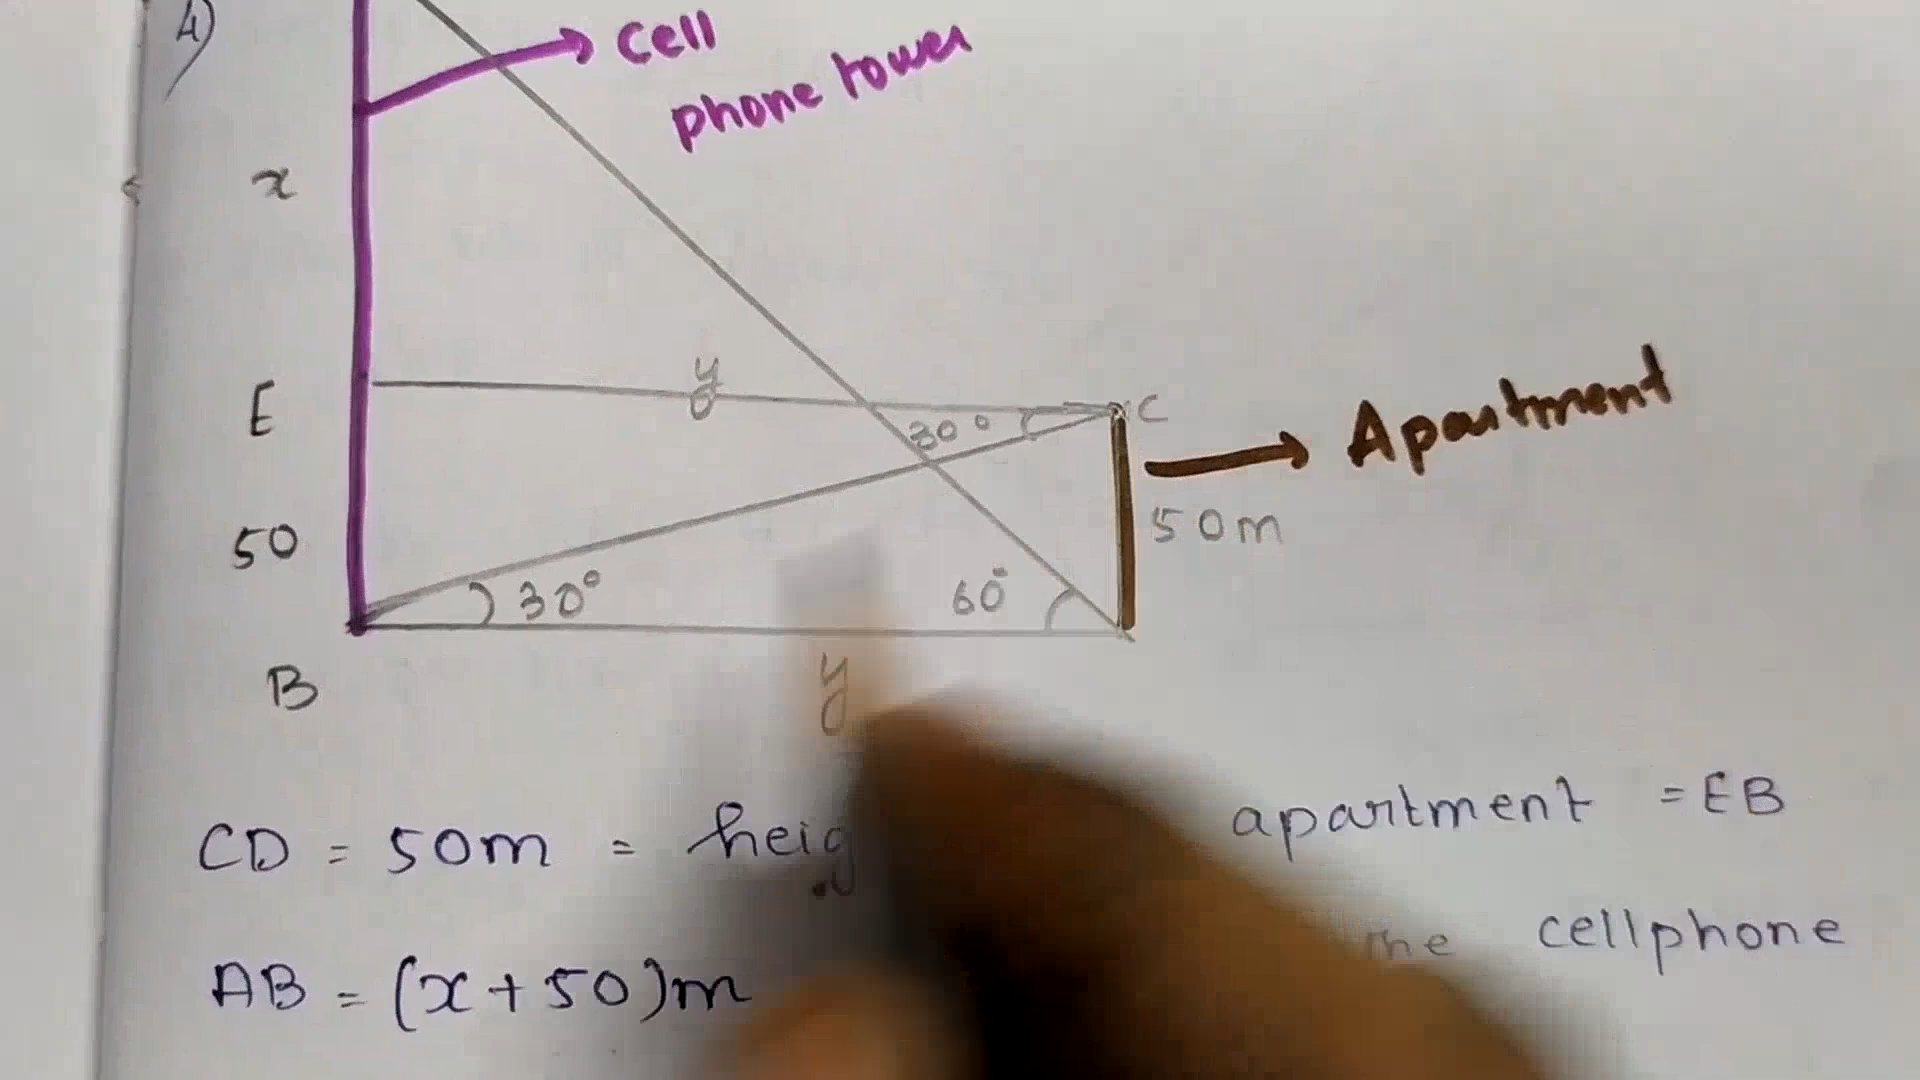 4)
Cell
phone tower
x
E
y
30°
C
Apartment
50
50m
30°
60°
B
y
CD = 50m = heig apartment = EB
cellphone
AB = (x+50)m